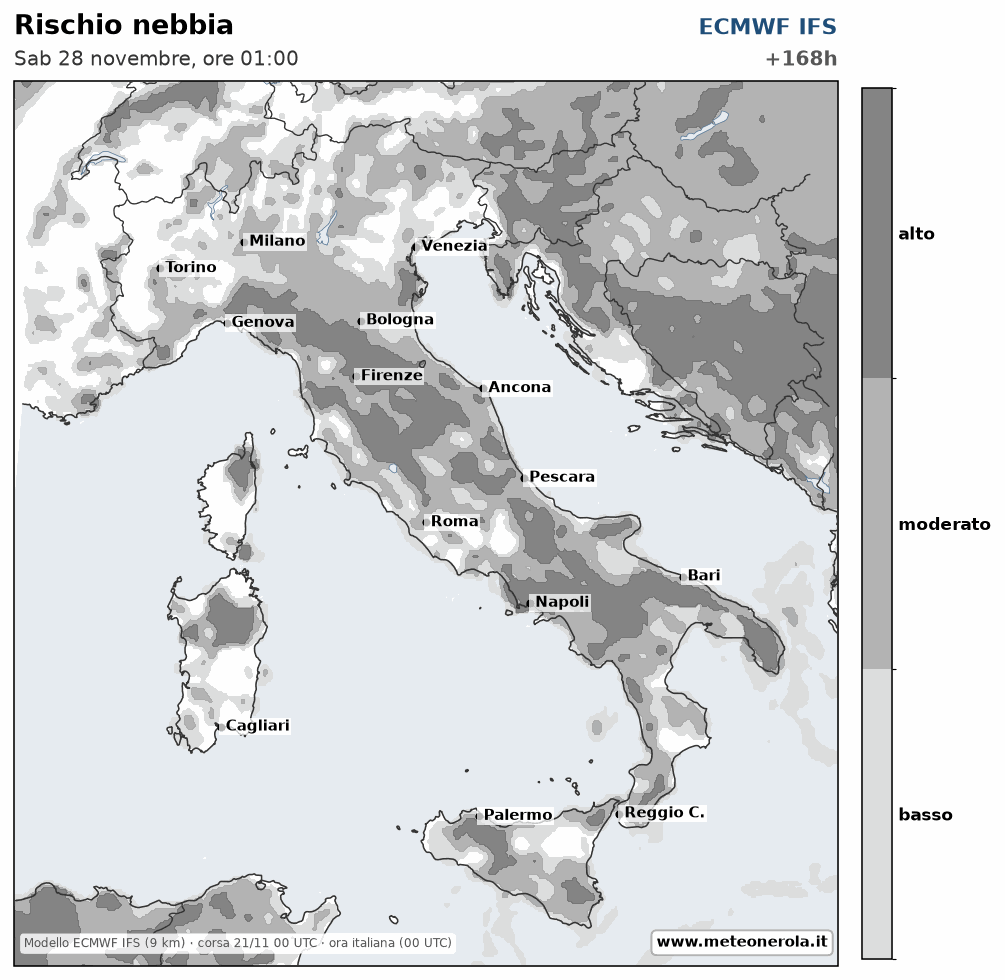 Rischio nebbia
ECMWF IFS
Sab 28 novembre, ore 01:00
+168h
alto
Milano
Venezia
Torino
Genova
Bologna
Firenze
Ancona
Pescara
Roma
moderato
Bari
Napoli
Cagliari
Palermo
Reggio C.
basso
Modello ECMWF IFS (9 km) · corsa 21/11 00 UTC · ora italiana (00 UTC)
www.meteonerola.it